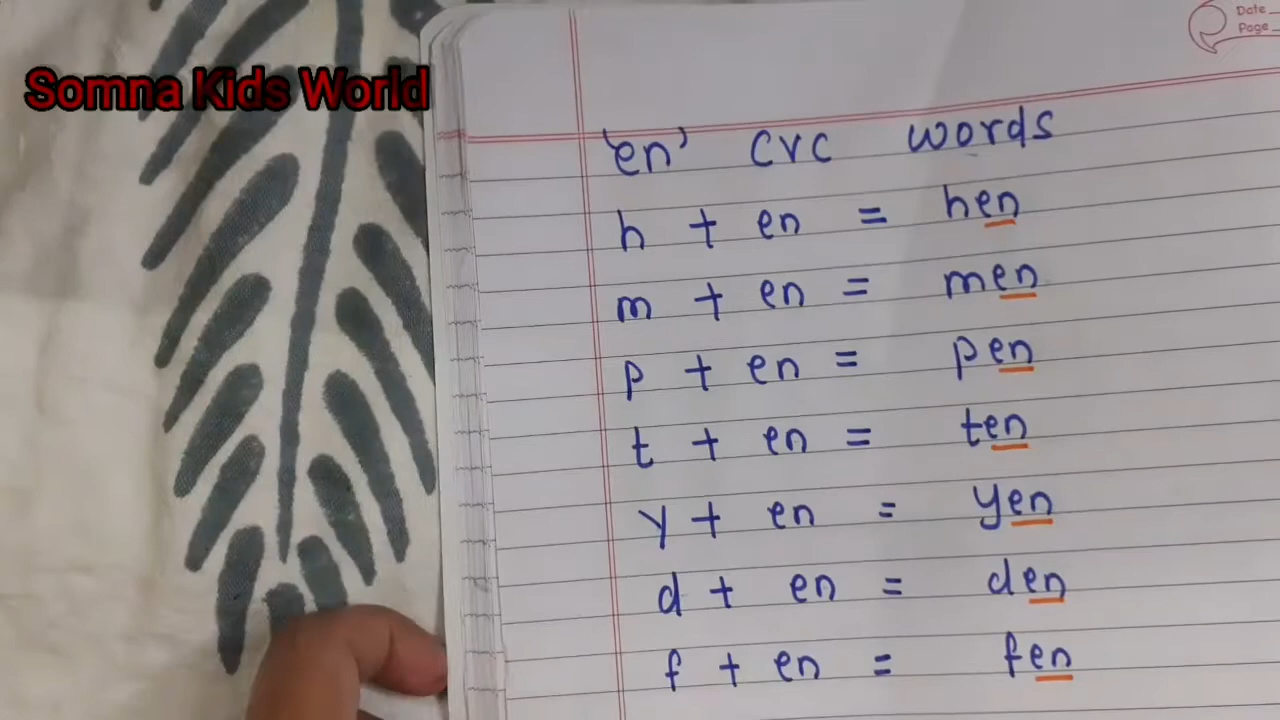 Somna Kids World
Date
Page
'en' cvc words
h + en = hen
m + en = men
p + en = pen
t + en = ten
y + en = yen
d + en = den
f + en = fen